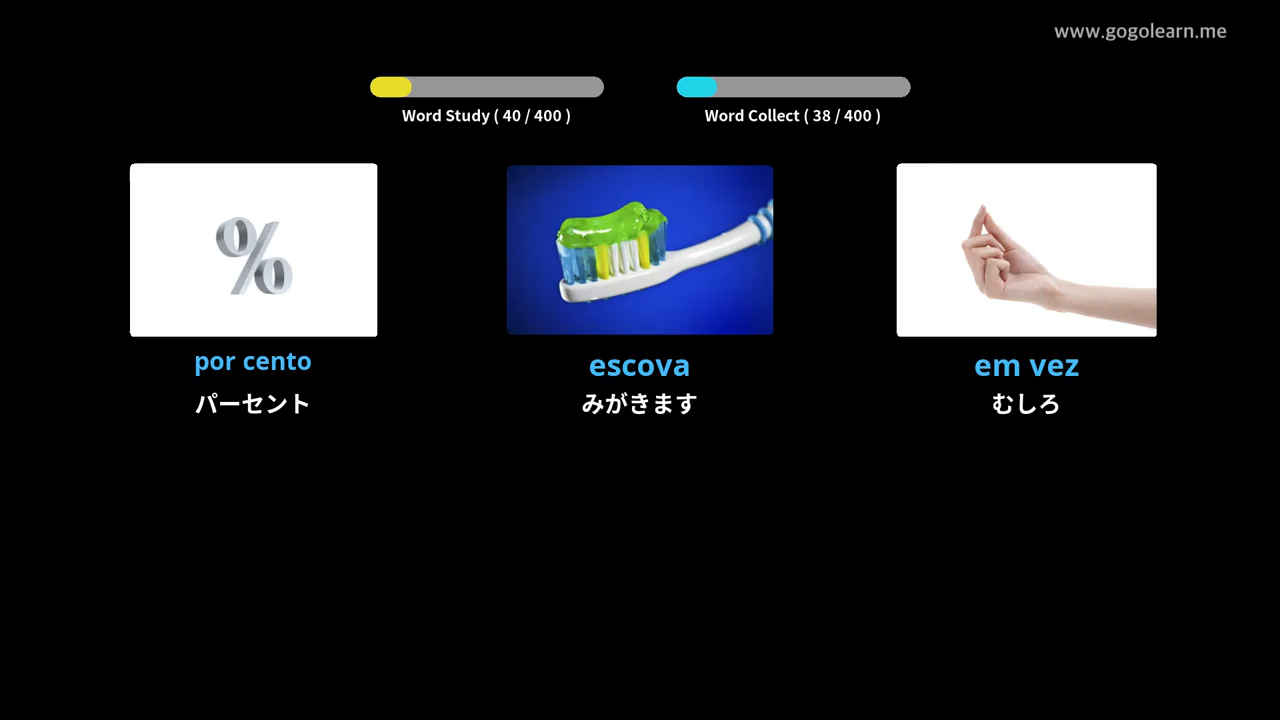 www.gogolearn.me
Word Study ( 40 / 400 )
Word Collect ( 38 / 400 )
%
por cento
escova
em vez
パーセント
みがきます
むしろ